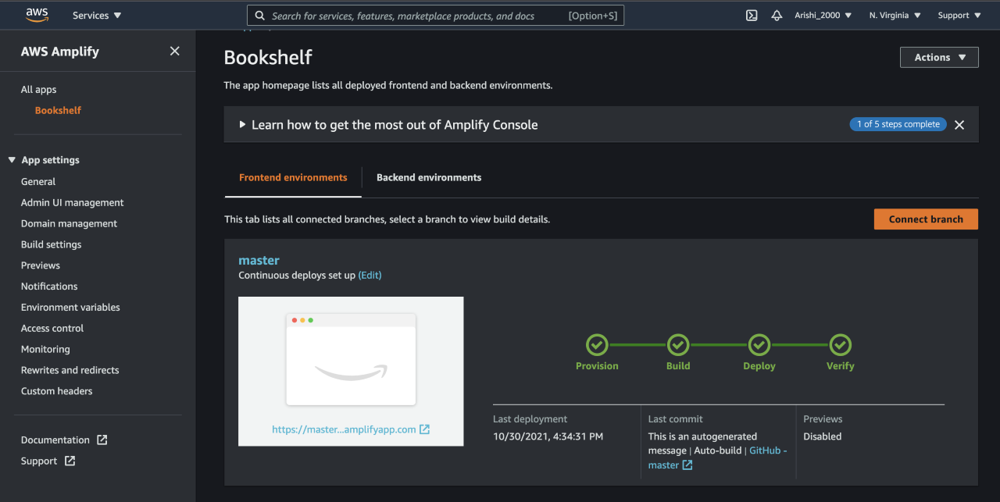 aws
Services
Search for services, features, marketplace products, and docs
[Option+S]
Arishi_2000
N. Virginia
Support
AWS Amplify
All apps
Bookshelf
App settings
General
Admin UI management
Domain management
Build settings
Previews
Notifications
Environment variables
Access control
Monitoring
Rewrites and redirects
Custom headers
Documentation
Support
Bookshelf
Actions
The app homepage lists all deployed frontend and backend environments.
Learn how to get the most out of Amplify Console
1 of 5 steps complete
Frontend environments
Backend environments
This tab lists all connected branches, select a branch to view build details.
Connect branch
master
Continuous deploys set up (Edit)
https://master...amplifyapp.com
Provision
Build
Deploy
Verify
Last deployment
10/30/2021, 4:34:31 PM
Last commit
This is an autogenerated
message | Auto-build | GitHub -
master
Previews
Disabled